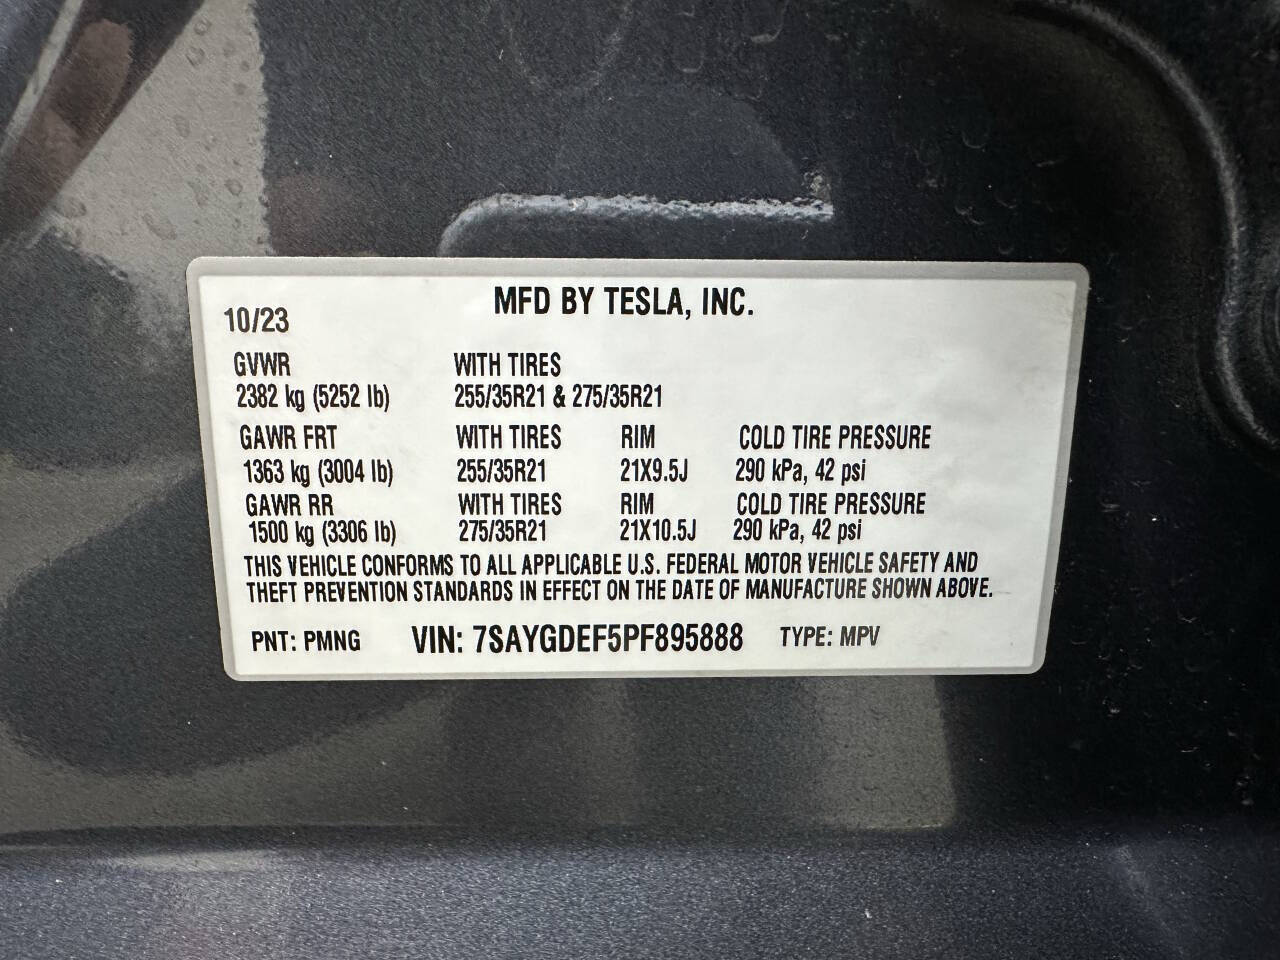 MFD BY TESLA, INC.
10/23
GVWR WITH TIRES
2382 kg (5252 lb) 255/35R21 & 275/35R21
GAWR FRT WITH TIRES RIM COLD TIRE PRESSURE
1363 kg (3004 lb) 255/35R21 21X9.5J 290 kPa, 42 psi
GAWR RR WITH TIRES RIM COLD TIRE PRESSURE
1500 kg (3306 lb) 275/35R21 21X10.5J 290 kPa, 42 psi
THIS VEHICLE CONFORMS TO ALL APPLICABLE U.S. FEDERAL MOTOR VEHICLE SAFETY AND
THEFT PREVENTION STANDARDS IN EFFECT ON THE DATE OF MANUFACTURE SHOWN ABOVE.
PNT: PMNG VIN: 7SAYGDEF5PF895888 TYPE: MPV